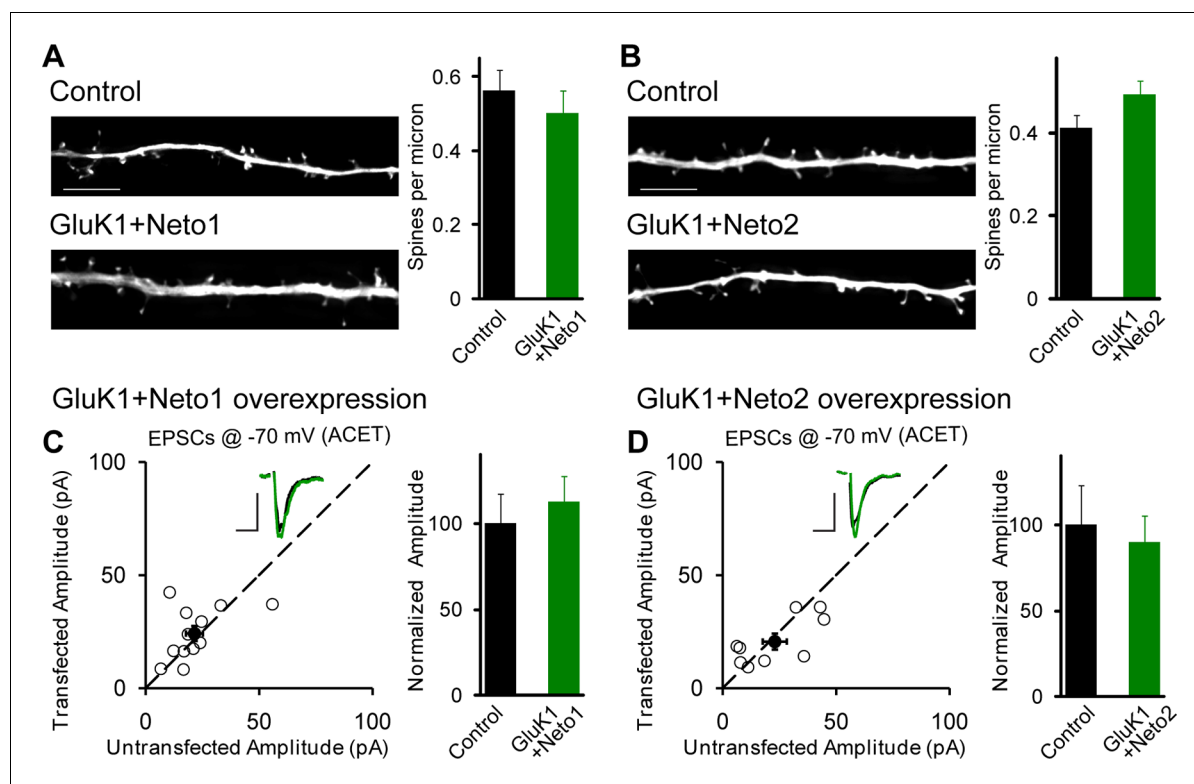 A
Control
GluK1+Neto1
Spines per micron
0.6
0.4
0.2
0
Control
GluK1
+Neto1
B
Control
GluK1+Neto2
Spines per micron
0.4
0.2
0
Control
GluK1
+Neto2
GluK1+Neto1 overexpression
C
EPSCs @ -70 mV (ACET)
Transfected Amplitude (pA)
100
50
0
0
50
100
Untransfected Amplitude (pA)
Normalized Amplitude
100
50
0
Control
GluK1
+Neto1
GluK1+Neto2 overexpression
D
EPSCs @ -70 mV (ACET)
Transfected Amplitude (pA)
100
50
0
0
50
100
Untransfected Amplitude (pA)
Normalized Amplitude
100
50
0
Control
GluK1
+Neto2